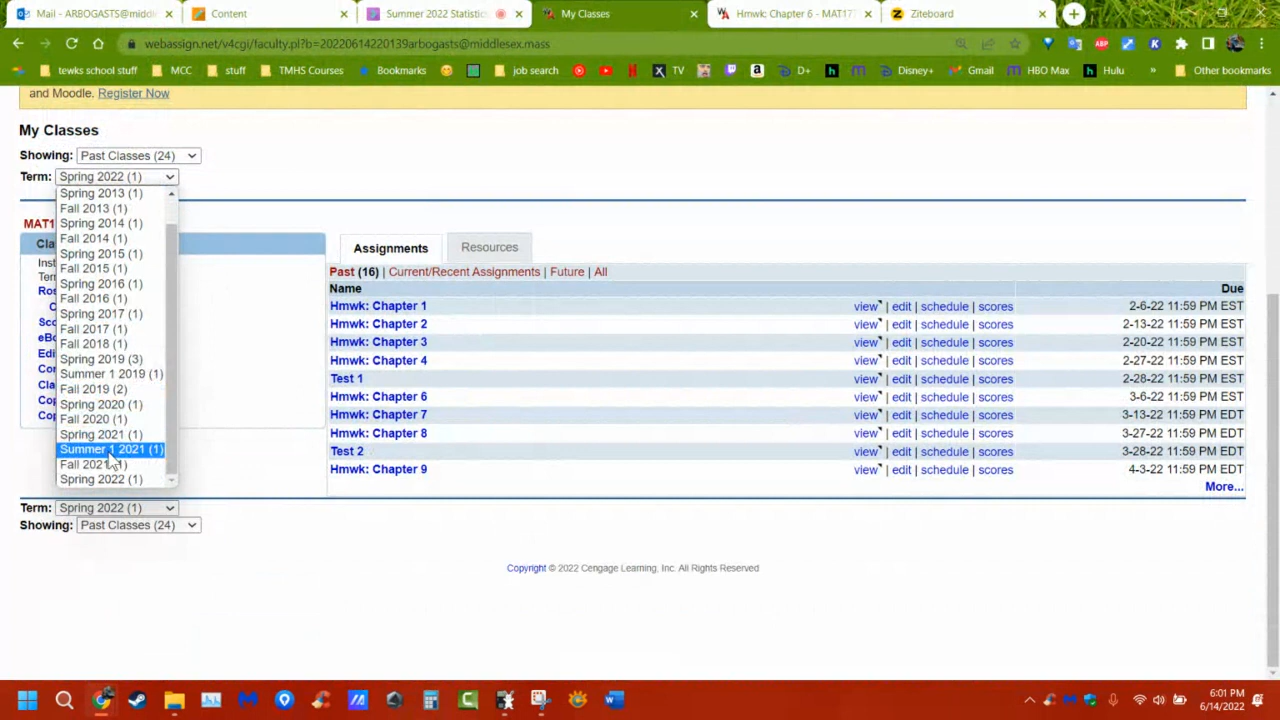 Mail - ARBOGASTS@middle
Content
Summer 2022 Statistic
My Classes
Hmwk: Chapter 6 - MAT17
Ziteboard
webassign.net/v4cgi/faculty.pl?b=20220614220139arbogasts@middlesex.mass
tewks school stuff
MCC
stuff
TMHS Courses
Bookmarks
job search
TV
D+
Disney+
Gmail
HBO Max
Hulu
»
Other bookmarks
and Moodle. Register Now
My Classes
Showing: Past Classes (24)
Term: Spring 2022 (1)
Spring 2013 (1)
Fall 2013 (1)
Spring 2014 (1)
Fall 2014 (1)
Spring 2015 (1)
Fall 2015 (1)
Spring 2016 (1)
Fall 2016 (1)
Spring 2017 (1)
Fall 2017 (1)
Fall 2018 (1)
Spring 2019 (3)
Summer 1 2019 (1)
Fall 2019 (2)
Spring 2020 (1)
Fall 2020 (1)
Spring 2021 (1)
Summer 1 2021 (1)
Fall 2021 (1)
Spring 2022 (1)
MAT1
Assignments
Resources
Past (16) | Current/Recent Assignments | Future | All
Name Due
Hmwk: Chapter 1 view | edit | schedule | scores 2-6-22 11:59 PM EST
Hmwk: Chapter 2 view | edit | schedule | scores 2-13-22 11:59 PM EST
Hmwk: Chapter 3 view | edit | schedule | scores 2-20-22 11:59 PM EST
Hmwk: Chapter 4 view | edit | schedule | scores 2-27-22 11:59 PM EST
Test 1 view | edit | schedule | scores 2-28-22 11:59 PM EST
Hmwk: Chapter 6 view | edit | schedule | scores 3-6-22 11:59 PM EST
Hmwk: Chapter 7 view | edit | schedule | scores 3-13-22 11:59 PM EDT
Hmwk: Chapter 8 view | edit | schedule | scores 3-27-22 11:59 PM EDT
Test 2 view | edit | schedule | scores 3-28-22 11:59 PM EDT
Hmwk: Chapter 9 view | edit | schedule | scores 4-3-22 11:59 PM EDT
More...
Term: Spring 2022 (1)
Showing: Past Classes (24)
Copyright © 2022 Cengage Learning, Inc. All Rights Reserved
6:01 PM
6/14/2022